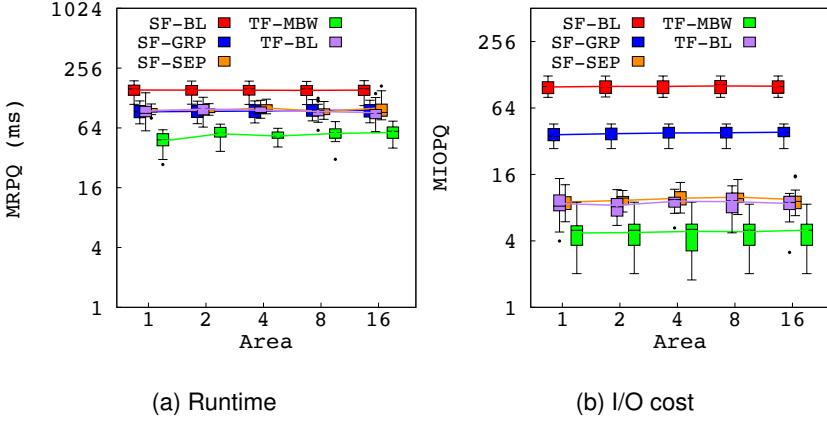 SF-BL TF-MBW
SF-GRP TF-BL
SF-SEP
1024
256
64
16
4
1
MRPQ (ms)
1 2 4 8 16
Area
(a) Runtime
SF-BL TF-MBW
SF-GRP TF-BL
SF-SEP
256
64
16
4
1
MIOPQ
1 2 4 8 16
Area
(b) I/O cost